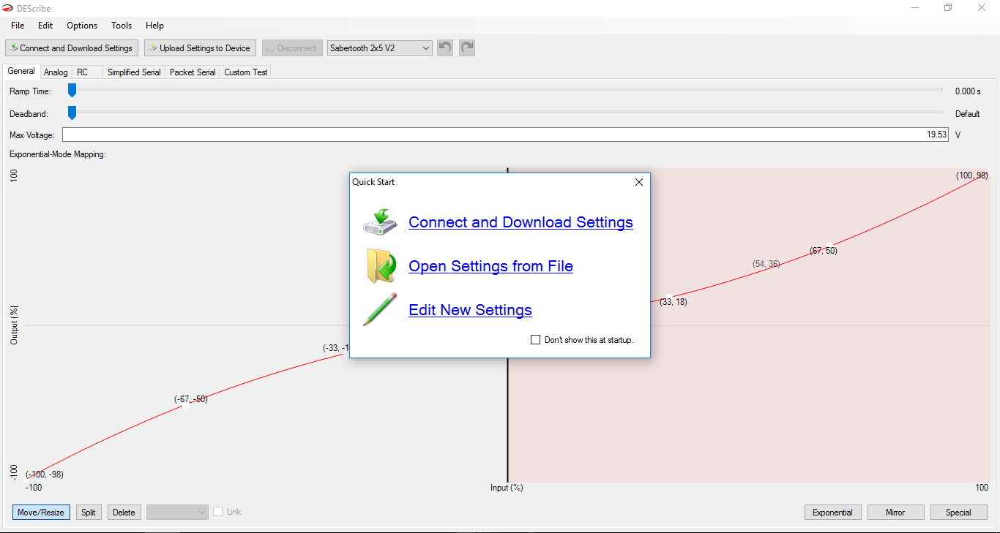 DEScribe
File Edit Options Tools Help
Connect and Download Settings Upload Settings to Device Disconnect Sabertooth 2x5 V2
General Analog RC Simplified Serial Packet Serial Custom Test
Ramp Time: 0.000 s
Deadband: Default
Max Voltage: 19.53 V
Exponential-Mode Mapping:
100
(100, 98)
Quick Start
Connect and Download Settings
Open Settings from File
Edit New Settings
Don't show this at startup.
(67, 50)
(54, 36)
(33, 18)
Output (%)
(-33, -1
(-67, -50)
-100
(-100, -98)
-100 Input (%) 100
Move/Resize Split Delete Link Exponential Mirror Special